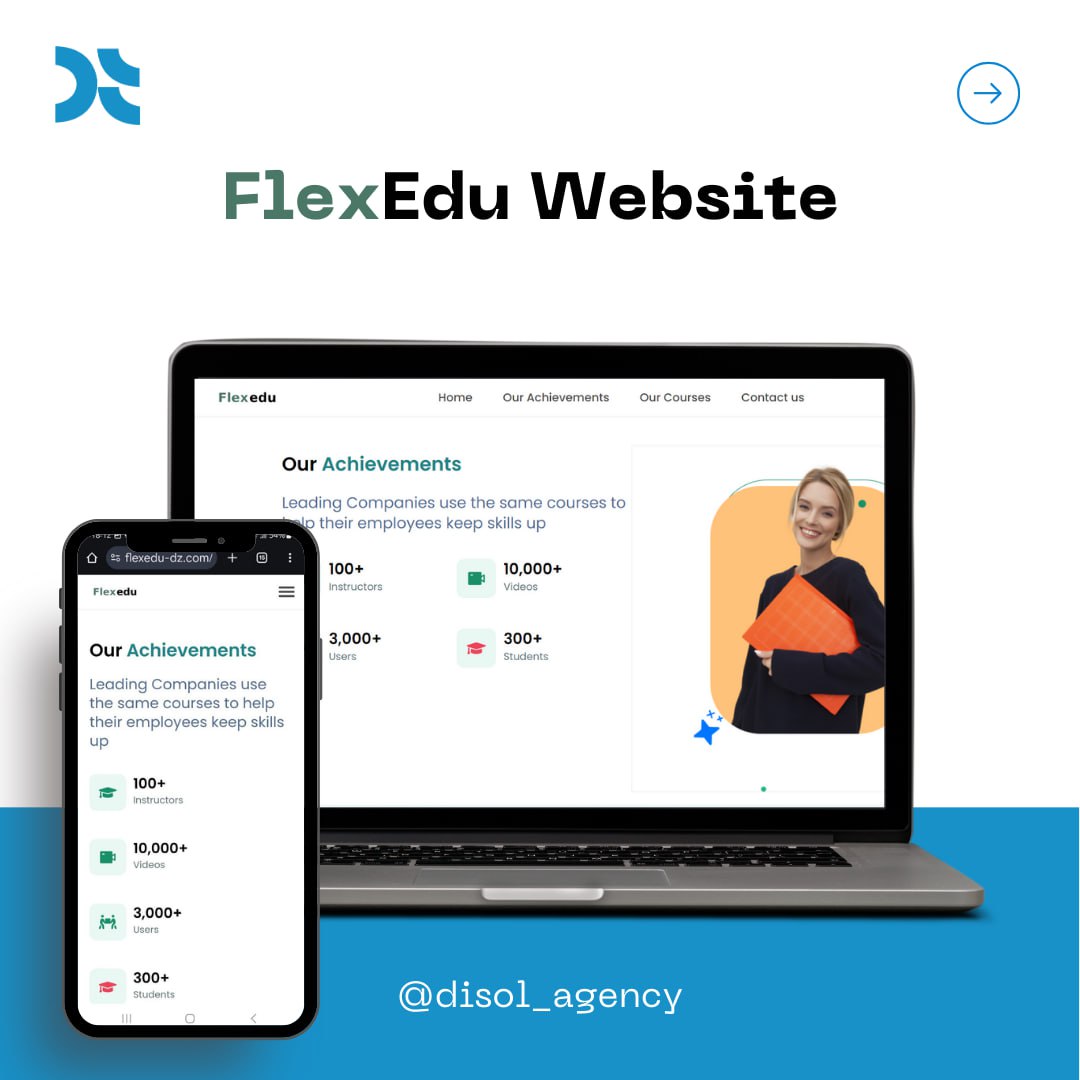 FlexEdu Website
Flexedu
Home
Our Achievements
Our Courses
Contact us
Our Achievements
Leading Companies use the same courses to
help their employees keep skills up
100+
Instructors
10,000+
Videos
3,000+
Users
300+
Students
flexedu-dz.com/
Flexedu
Our Achievements
Leading Companies use
the same courses to help
their employees keep skills
up
100+
Instructors
10,000+
Videos
3,000+
Users
300+
Students
@disol_agency